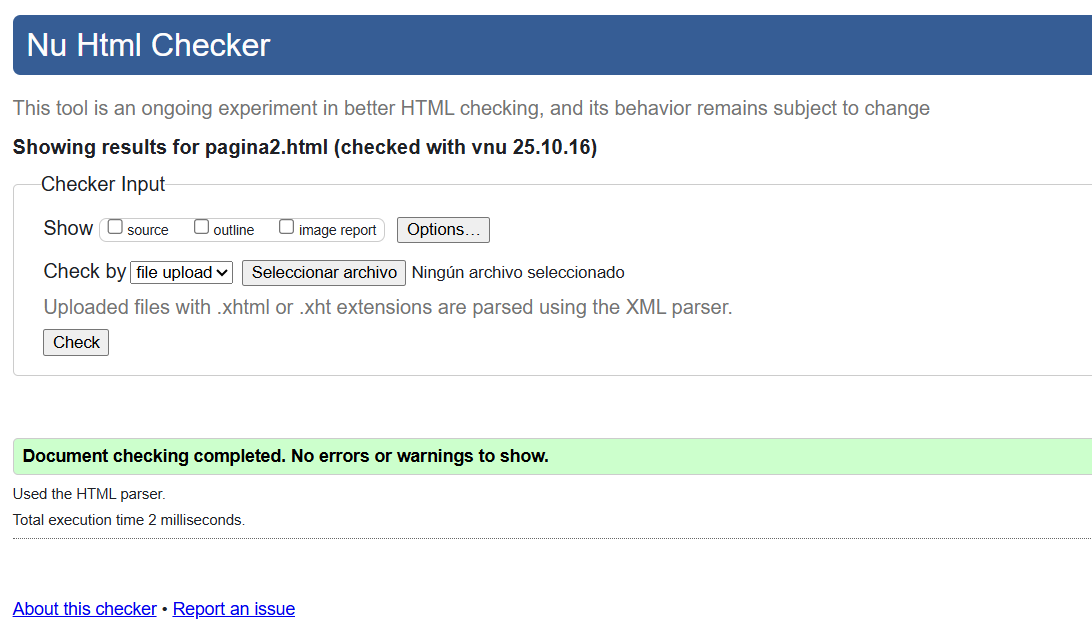 Nu Html Checker
This tool is an ongoing experiment in better HTML checking, and its behavior remains subject to change
Showing results for pagina2.html (checked with vnu 25.10.16)
Checker Input
Show source outline image report Options…
Check by file upload Seleccionar archivo Ningún archivo seleccionado
Uploaded files with .xhtml or .xht extensions are parsed using the XML parser.
Check
Document checking completed. No errors or warnings to show.
Used the HTML parser.
Total execution time 2 milliseconds.
About this checker • Report an issue